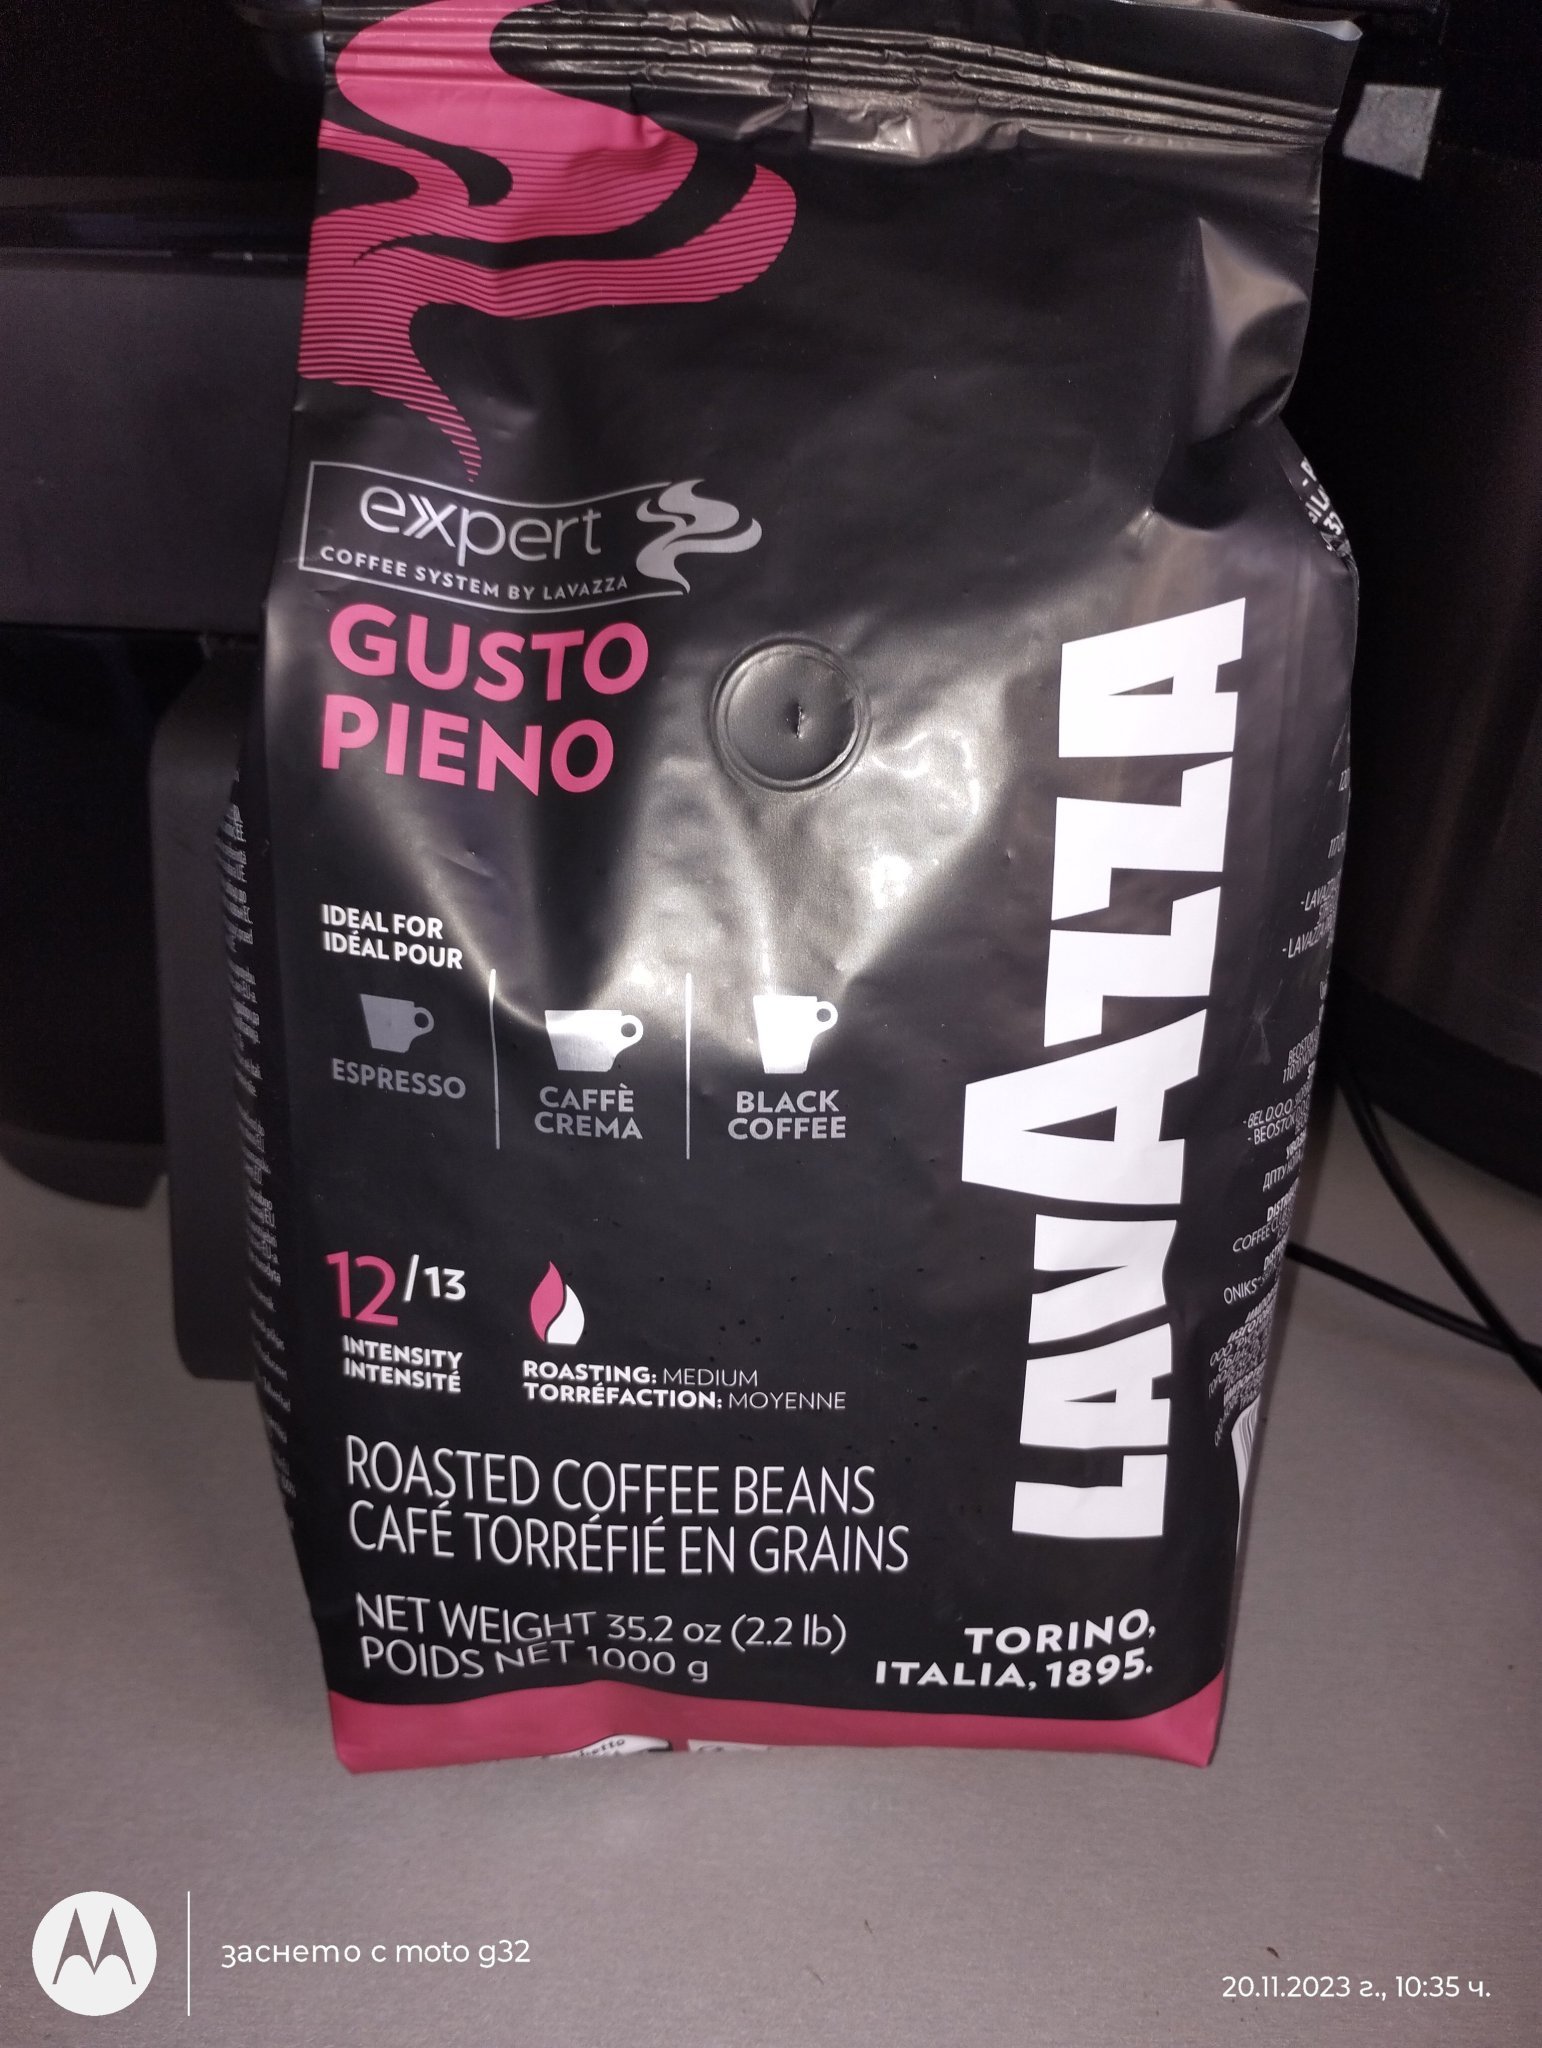 expert
COFFEE SYSTEM BY LAVAZZA
GUSTO
PIENO
IDEAL FOR
IDÉAL POUR
ESPRESSO
CAFFÈ
CREMA
BLACK
COFFEE
12/13
INTENSITY
INTENSITÉ
ROASTING: MEDIUM
TORRÉFACTION: MOYENNE
ROASTED COFFEE BEANS
CAFÉ TORRÉFIÉ EN GRAINS
NET WEIGHT 35.2 oz (2.2 lb)
POIDS NET 1000 g
LAVAZZA
TORINO,
ITALIA, 1895.
заснето с moto g32
20.11.2023 г., 10:35 ч.